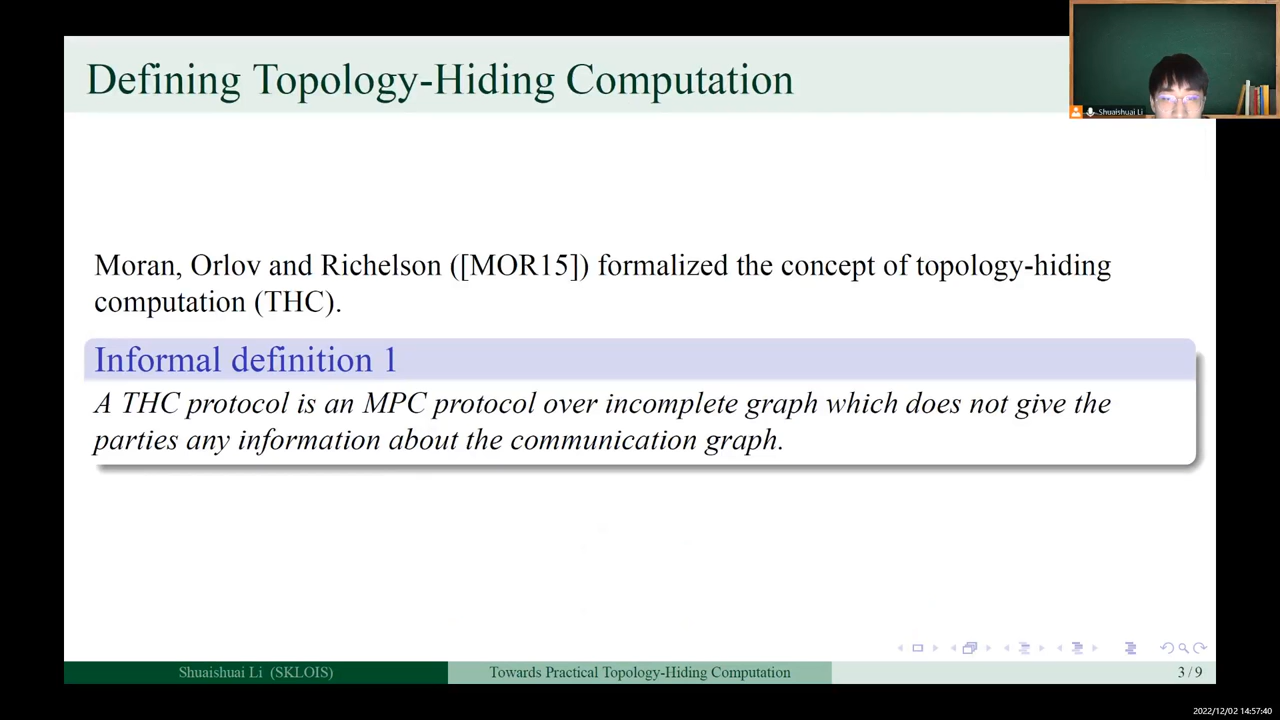 Defining Topology-Hiding Computation
Shuaishuai Li
Moran, Orlov and Richelson ([MOR15]) formalized the concept of topology-hiding
computation (THC).
Informal definition 1
A THC protocol is an MPC protocol over incomplete graph which does not give the
parties any information about the communication graph.
Shuaishuai Li (SKLOIS)
Towards Practical Topology-Hiding Computation
3 / 9
2022/12/02 14:57:40